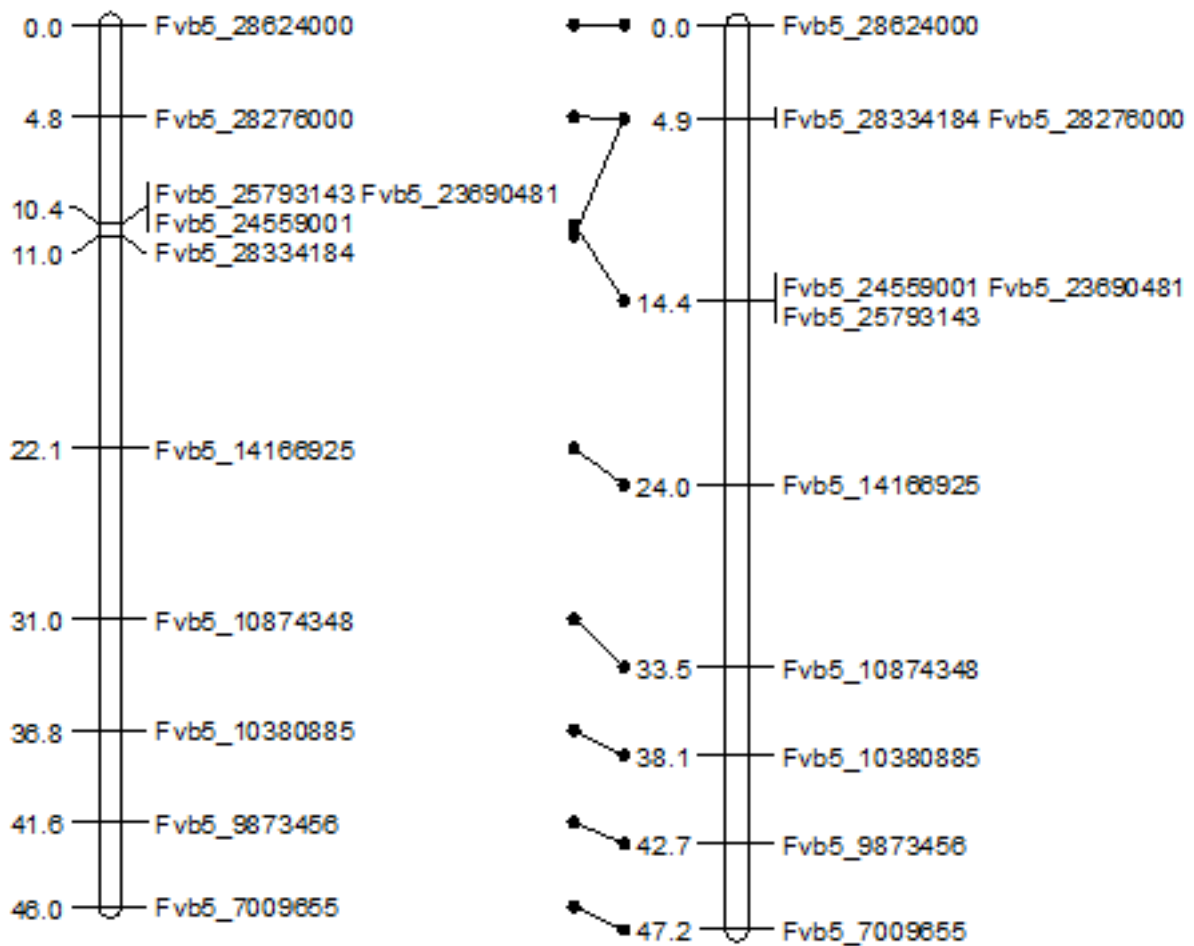 0.0 Fvb5_28624000
4.8 Fvb5_28276000
Fvb5_25793143 Fvb5_23690481
10.4 Fvb5_24559001
11.0 Fvb5_28334184
22.1 Fvb5_14166925
31.0 Fvb5_10874348
36.8 Fvb5_10380885
41.6 Fvb5_9873456
46.0 Fvb5_7009655
0.0 Fvb5_28624000
4.9 Fvb5_28334184 Fvb5_28276000
14.4 Fvb5_24559001 Fvb5_23690481
Fvb5_25793143
24.0 Fvb5_14166925
33.5 Fvb5_10874348
38.1 Fvb5_10380885
42.7 Fvb5_9873456
47.2 Fvb5_7009655